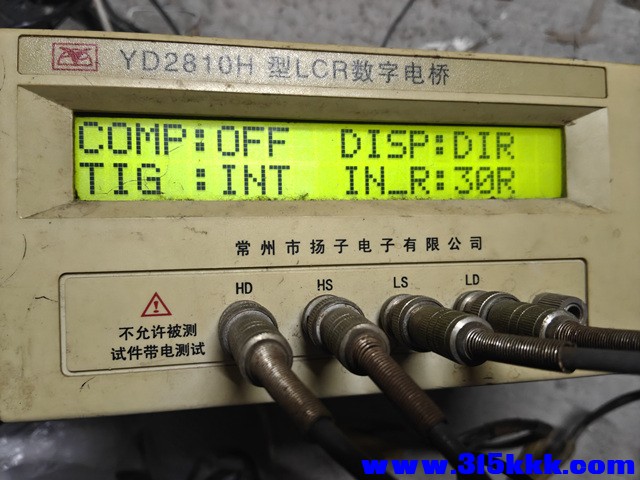 YD2810H 型LCR数字电桥
COMP:OFF DISP:DIR
TIG :INT IN_R:30R
常州市扬子电子有限公司
HD HS LS LD
不允许被测
试件带电测试
www.315kkk.com